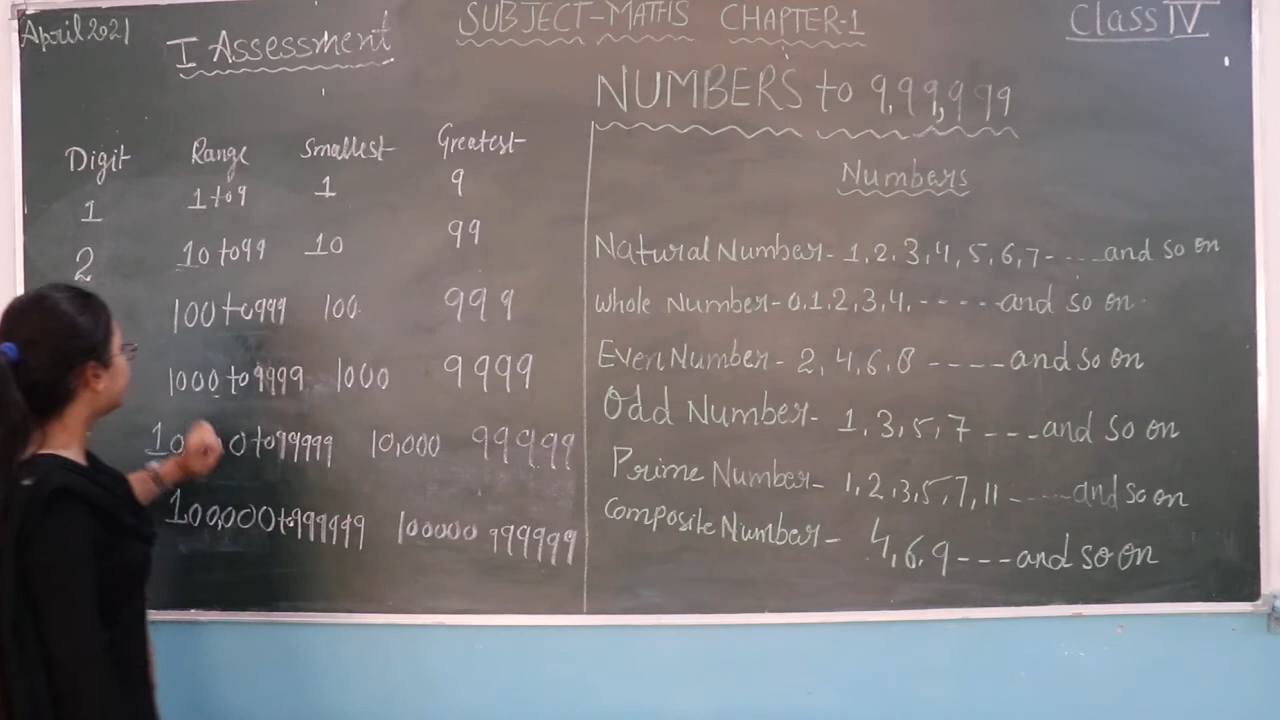 April 2021
I Assessment
SUBJECT-MATHS CHAPTER-1
Class IV
Digit Range Smallest Greatest
1 1 to 9 1 9
2 10 to 99 10 99
100 to 999 100 999
1000 to 9999 1000 9999
to 99999 10,000 99999
100,000 to 999999 100000 999999
NUMBERS to 9,99,999
Numbers
Natural Number - 1, 2, 3, 4, 5, 6, 7 - - - - and so on
Whole Number - 0, 1, 2, 3, 4, - - - - - and so on
Even Number - 2, 4, 6, 8 - - - - and so on
Odd Number - 1, 3, 5, 7 - - - and so on
Prime Number - 1, 2, 3, 5, 7, 11 - - - - and so on
Composite Number - 4, 6, 9 - - - and so on